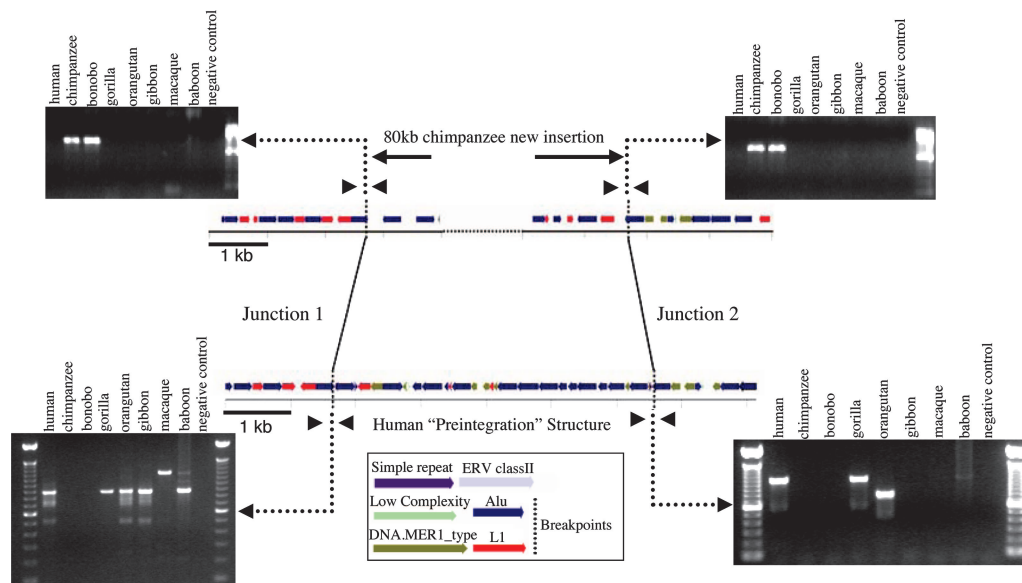 human
chimpanzee
bonobo
gorilla
orangutan
gibbon
macaque
baboon
negative control
human
chimpanzee
bonobo
gorilla
orangutan
gibbon
macaque
baboon
negative control
80kb chimpanzee new insertion
1 kb
Junction 1
Junction 2
1 kb
Human “Preintegration” Structure
human
chimpanzee
bonobo
gorilla
orangutan
gibbon
macaque
baboon
negative control
human
chimpanzee
bonobo
gorilla
orangutan
gibbon
macaque
baboon
negative control
Simple repeat
ERV classII
Low Complexity
Alu
Breakpoints
DNA.MER1_type
L1